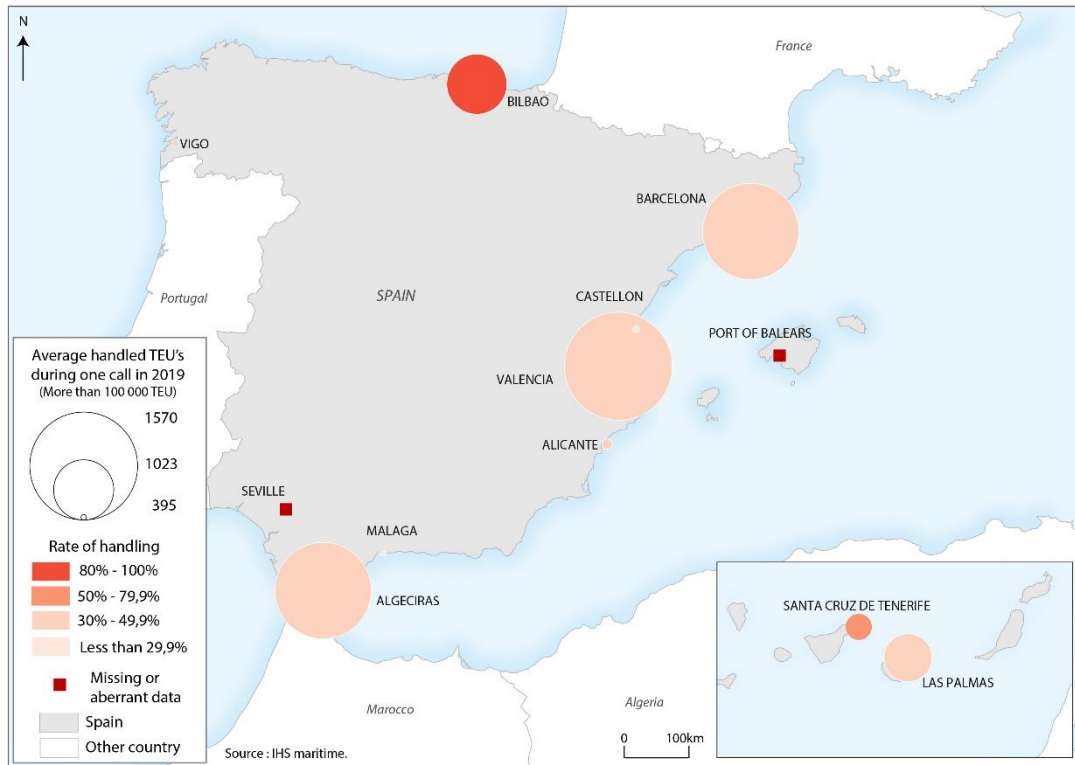 N
France
BILBAO
VIGO
BARCELONA
Portugal
SPAIN
CASTELLON
PORT OF BALEARS
VALENCIA
ALICANTE
SEVILLE
MALAGA
ALGECIRAS
Average handled TEU's
during one call in 2019
(More than 100 000 TEU)
1570
1023
395
Rate of handling
80% - 100%
50% - 79,9%
30% - 49,9%
Less than 29,9%
Missing or
aberrant data
Spain
Other country
Source : IHS maritime.
Marocco
Algeria
0 100km
SANTA CRUZ DE TENERIFE
LAS PALMAS